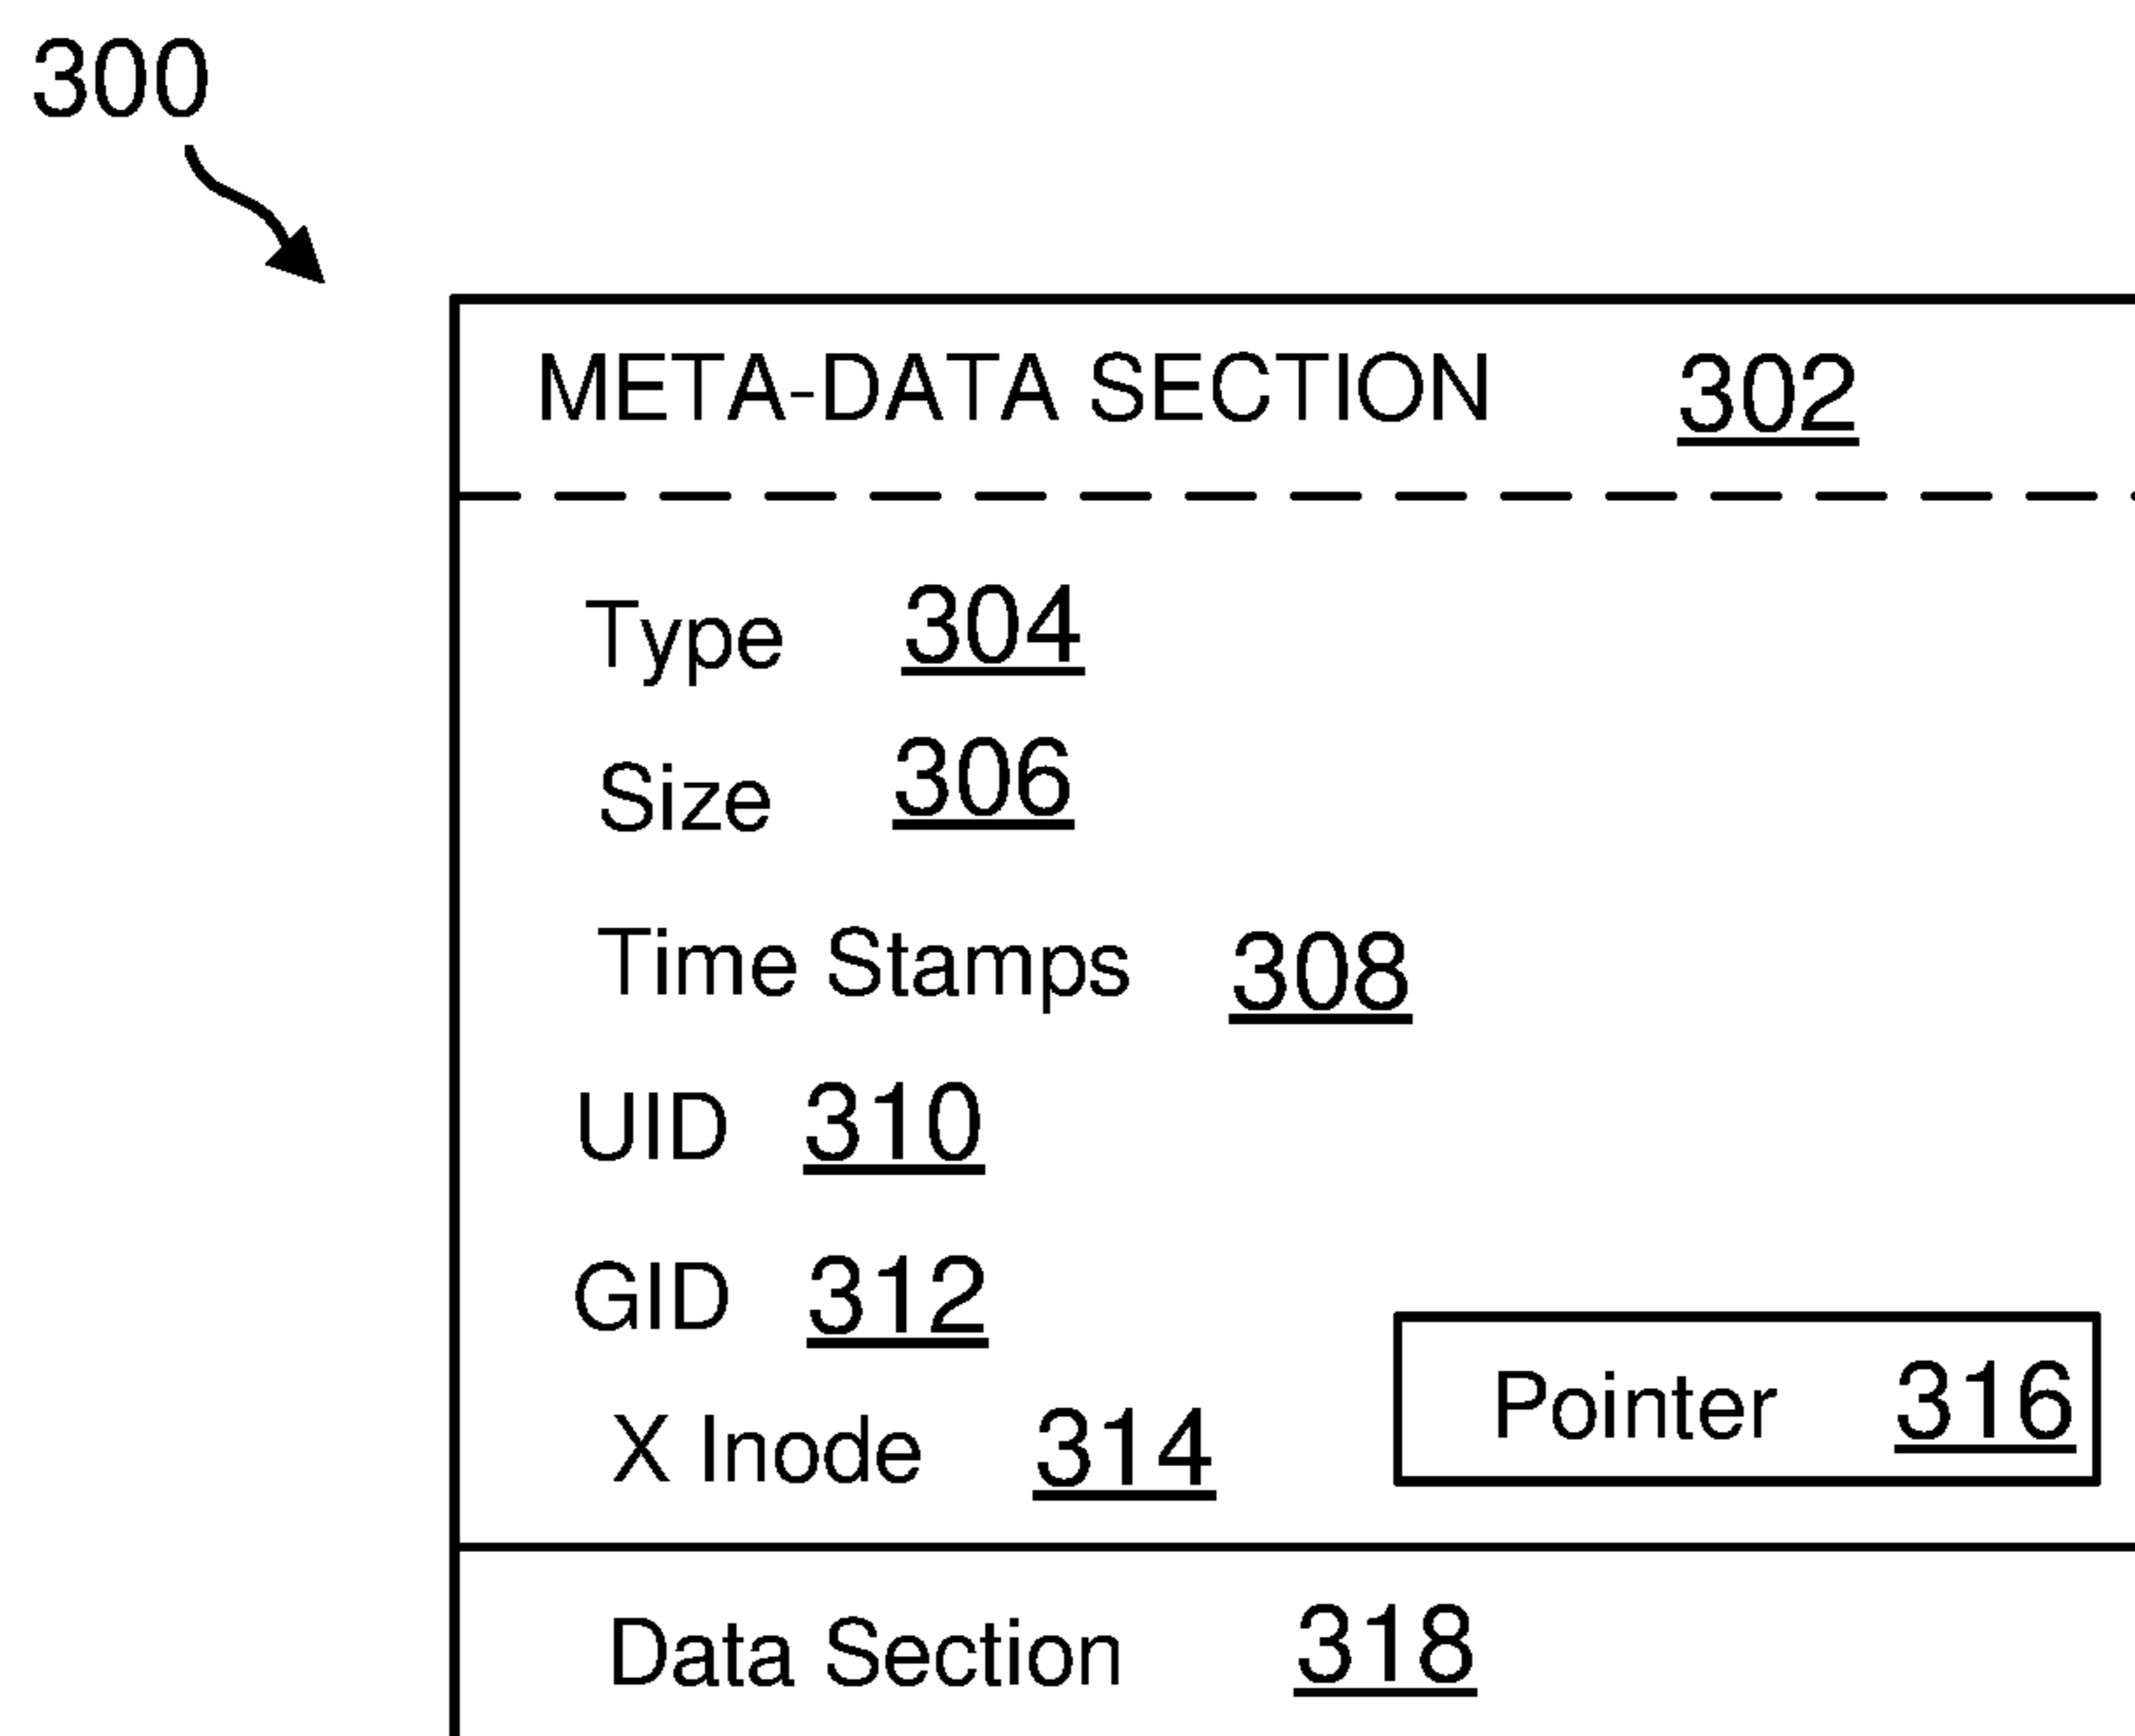 300
META-DATA SECTION 302
Type 304
Size 306
Time Stamps 308
UID 310
GID 312
X Inode 314
Pointer 316
Data Section 318